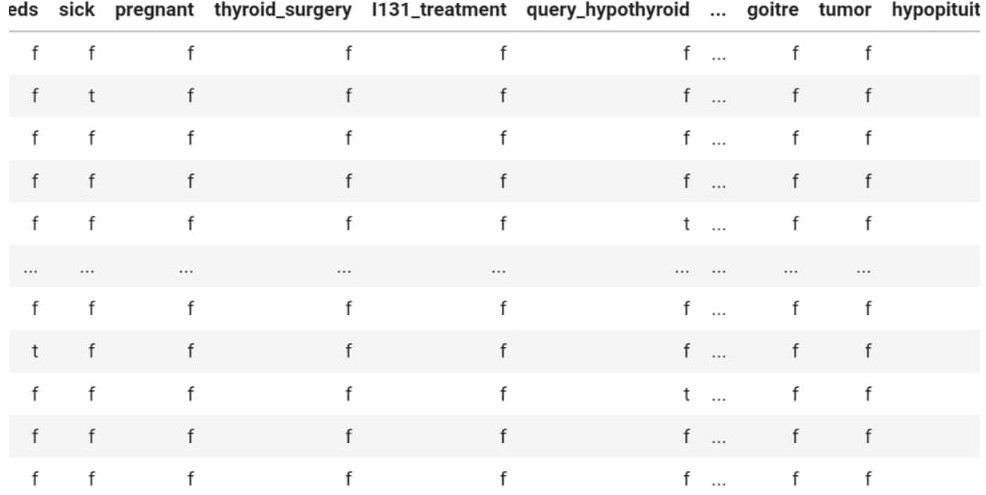 eds sick pregnant thyroid_surgery I131_treatment query_hypothyroid ... goitre tumor hypopituit
f f f f f f ... f f
f t f f f f ... f f
f f f f f f ... f f
f f f f f f ... f f
f f f f f t ... f f
... ... ... ... ... ... ... ... ...
f f f f f f ... f f
t f f f f f ... f f
f f f f f t ... f f
f f f f f f ... f f
f f f f f f ... f f